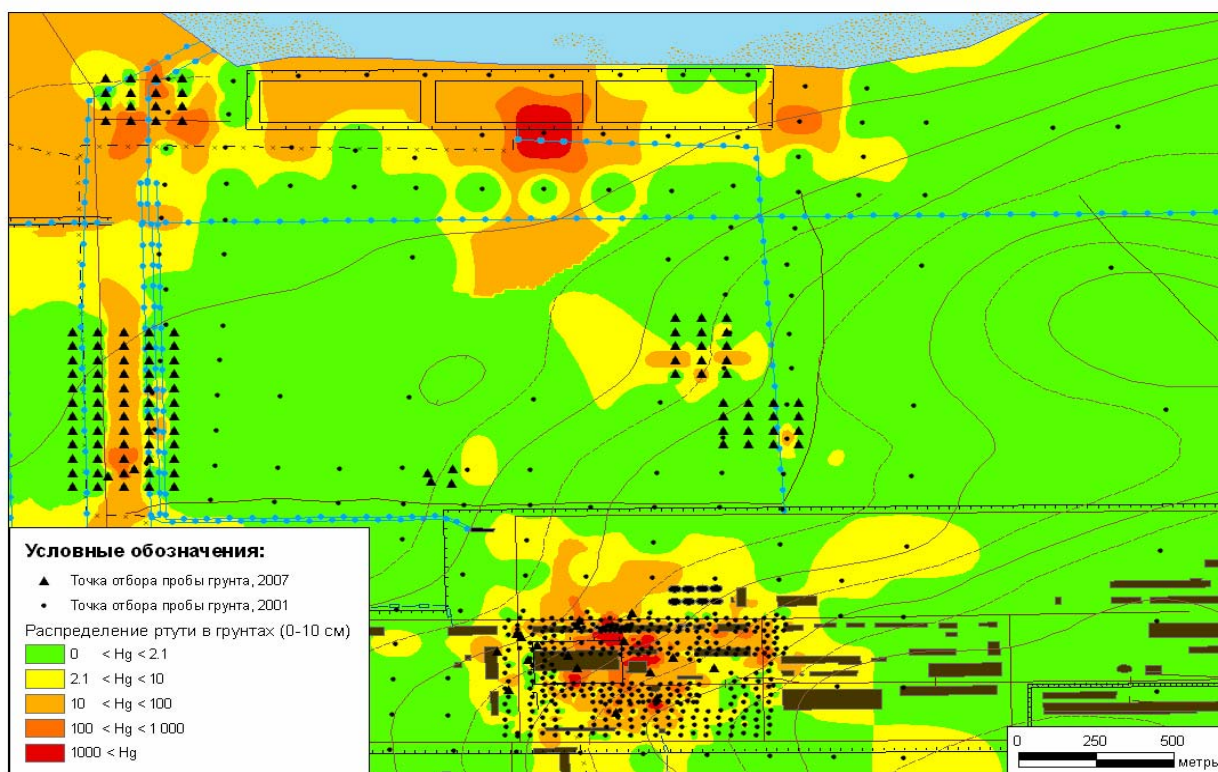 Условные обозначения:
Точка отбора пробы грунта, 2007
Точка отбора пробы грунта, 2001
Распределение ртути в грунтах (0-10 см)
0 < Hg < 2.1
2.1 < Hg < 10
10 < Hg < 100
100 < Hg < 1 000
1000 < Hg
0 250 500
метры